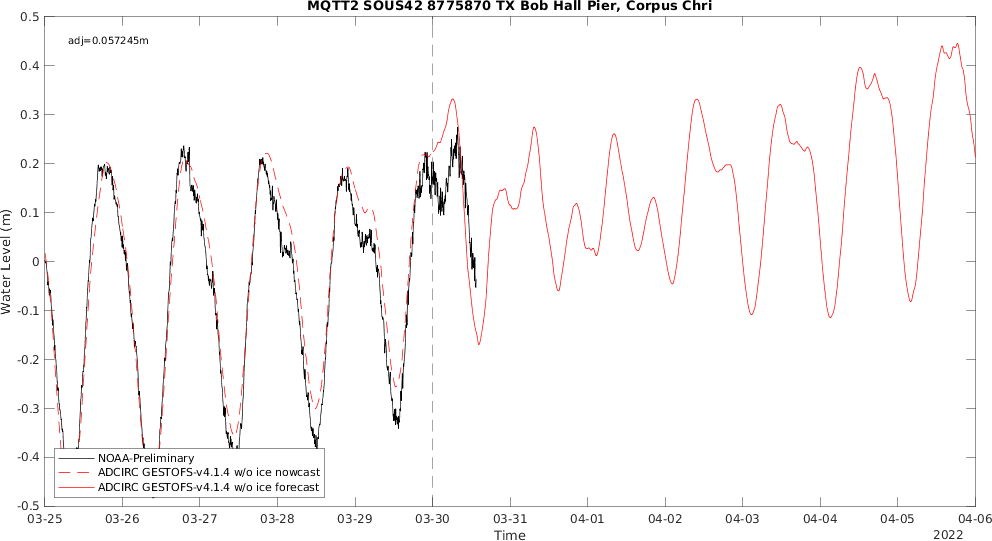 MQTT2 SOUS42 8775870 TX Bob Hall Pier, Corpus Chri
adj=0.057245m
Water Level (m)
0.5
0.4
0.3
0.2
0.1
0
-0.1
-0.2
-0.3
-0.4
-0.5
NOAA-Preliminary
ADCIRC GESTOFS-v4.1.4 w/o ice nowcast
ADCIRC GESTOFS-v4.1.4 w/o ice forecast
03-25 03-26 03-27 03-28 03-29 03-30 03-31 04-01 04-02 04-03 04-04 04-05 04-06
Time
2022